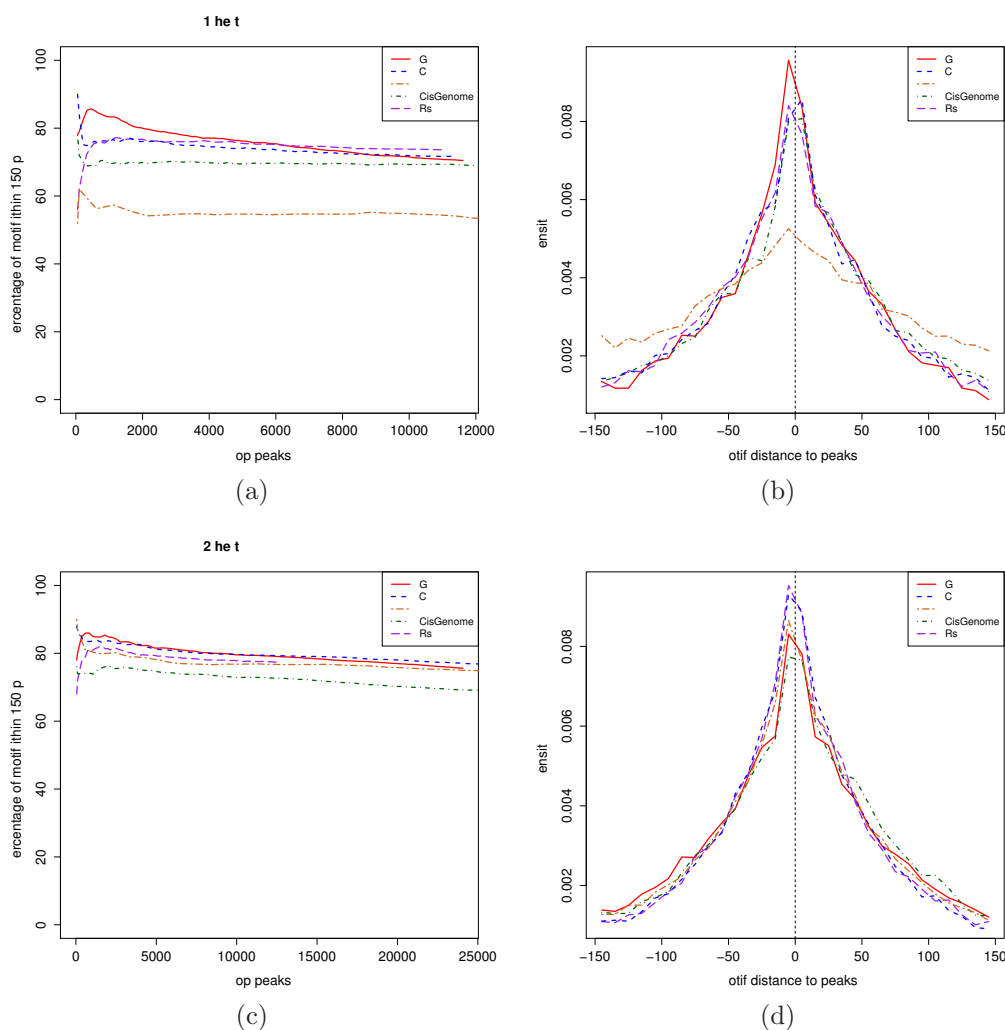 1 he t
ercentage of motif ithin 150 p
100
80
60
40
20
0
0 2000 4000 6000 8000 10000 12000
op peaks
G
C
CisGenome
Rs
(a)
ensit
0.008
0.006
0.004
0.002
−150 −100 −50 0 50 100 150
otif distance to peaks
G
C
CisGenome
Rs
(b)
2 he t
ercentage of motif ithin 150 p
100
80
60
40
20
0
0 5000 10000 15000 20000 25000
op peaks
G
C
CisGenome
Rs
(c)
ensit
0.008
0.006
0.004
0.002
−150 −100 −50 0 50 100 150
otif distance to peaks
G
C
CisGenome
Rs
(d)